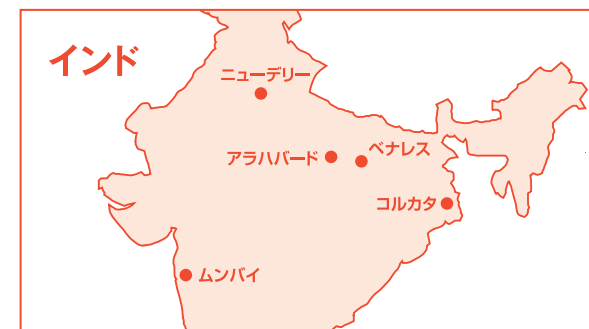 インド
ニューデリー
アラハバード
ベナレス
コルカタ
ムンバイ